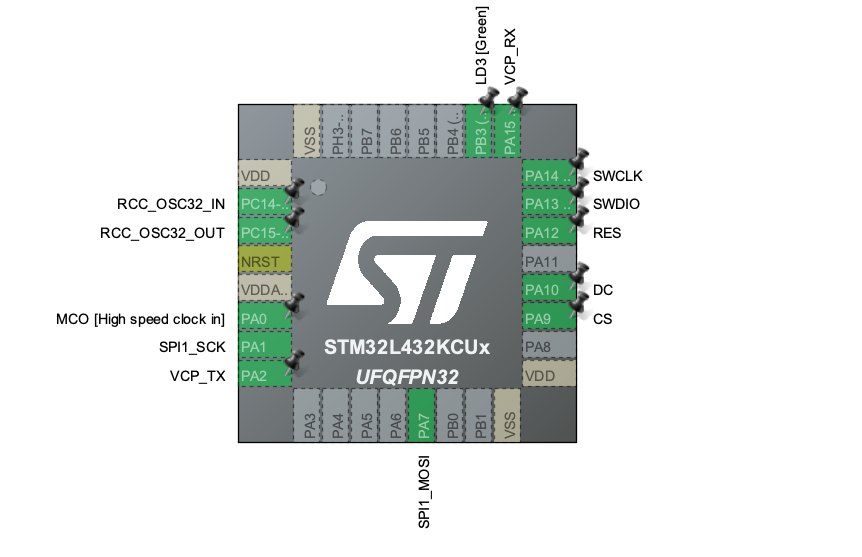 LD3 [Green]
VCP_RX
VSS
PH3-..
PB7
PB6
PB5
PB4 (..
PB3 (..
PA15 ..
VDD
RCC_OSC32_IN
PC14-..
RCC_OSC32_OUT
PC15-..
NRST
VDDA..
MCO [High speed clock in]
PA0
SPI1_SCK
PA1
VCP_TX
PA2
PA14 ..
SWCLK
PA13 ..
SWDIO
PA12
RES
PA11
PA10
DC
PA9
CS
PA8
VDD
ST
STM32L432KCUx
UFQFPN32
PA3
PA4
PA5
PA6
PA7
PB0
PB1
VSS
SPI1_MOSI